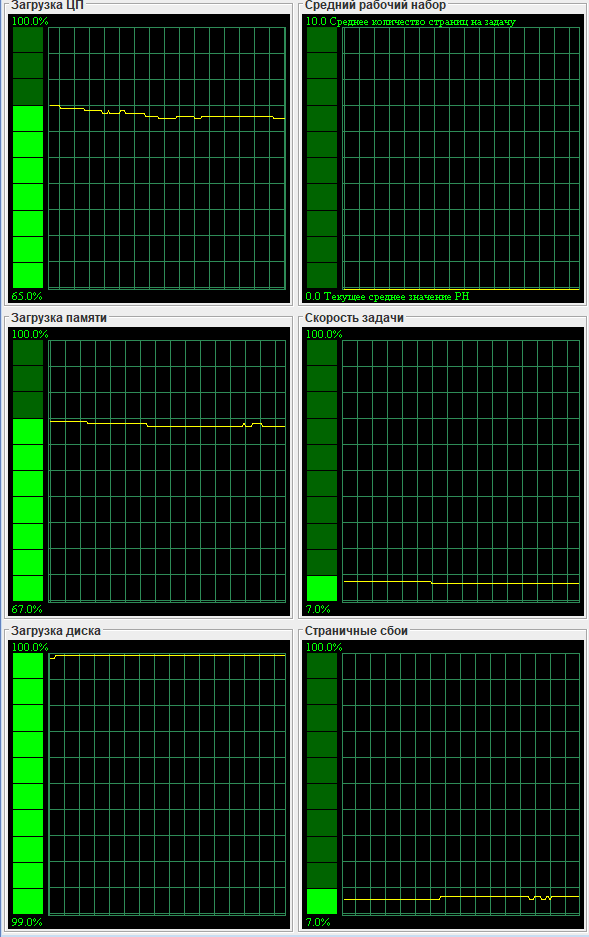 Загрузка ЦП
100.0%
65.0%
Средний рабочий набор
10.0 Среднее количество страниц на задачу
0.0 Текущее среднее значение РН
Загрузка памяти
100.0%
67.0%
Скорость задачи
100.0%
7.0%
Загрузка диска
100.0%
99.0%
Страничные сбои
100.0%
7.0%